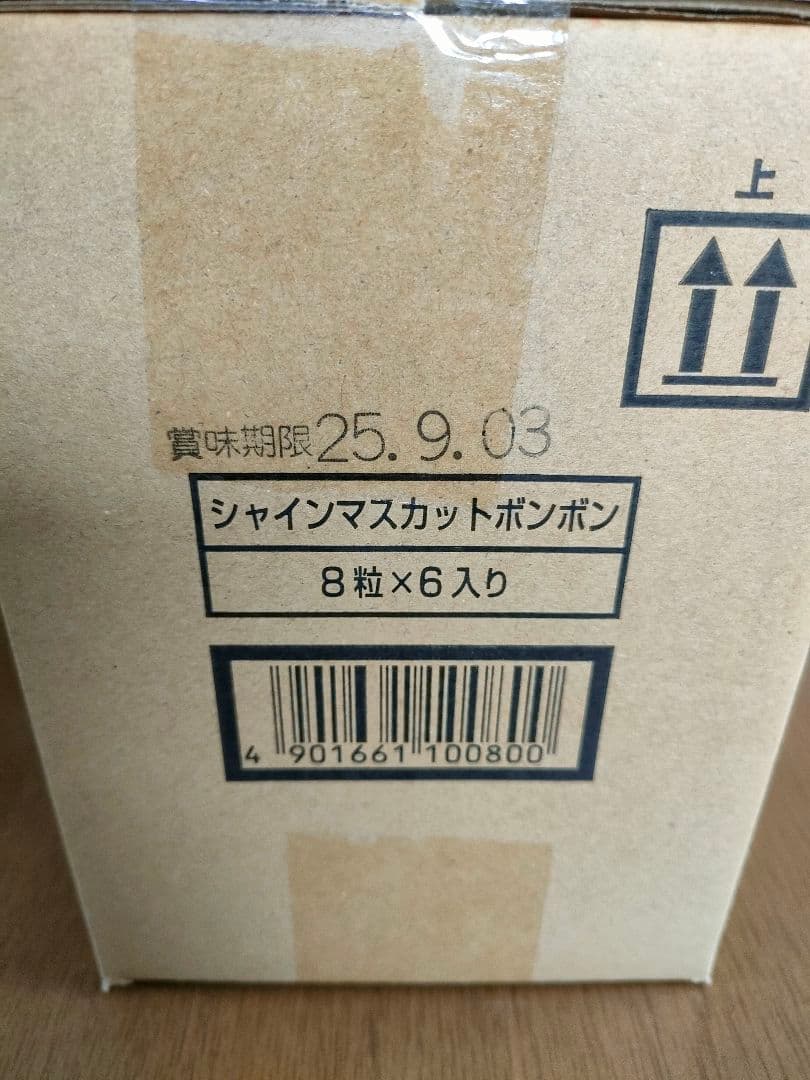 上
賞味期限25.9.03
シャインマスカットボンボン
8粒×6入り
4 901661 100800